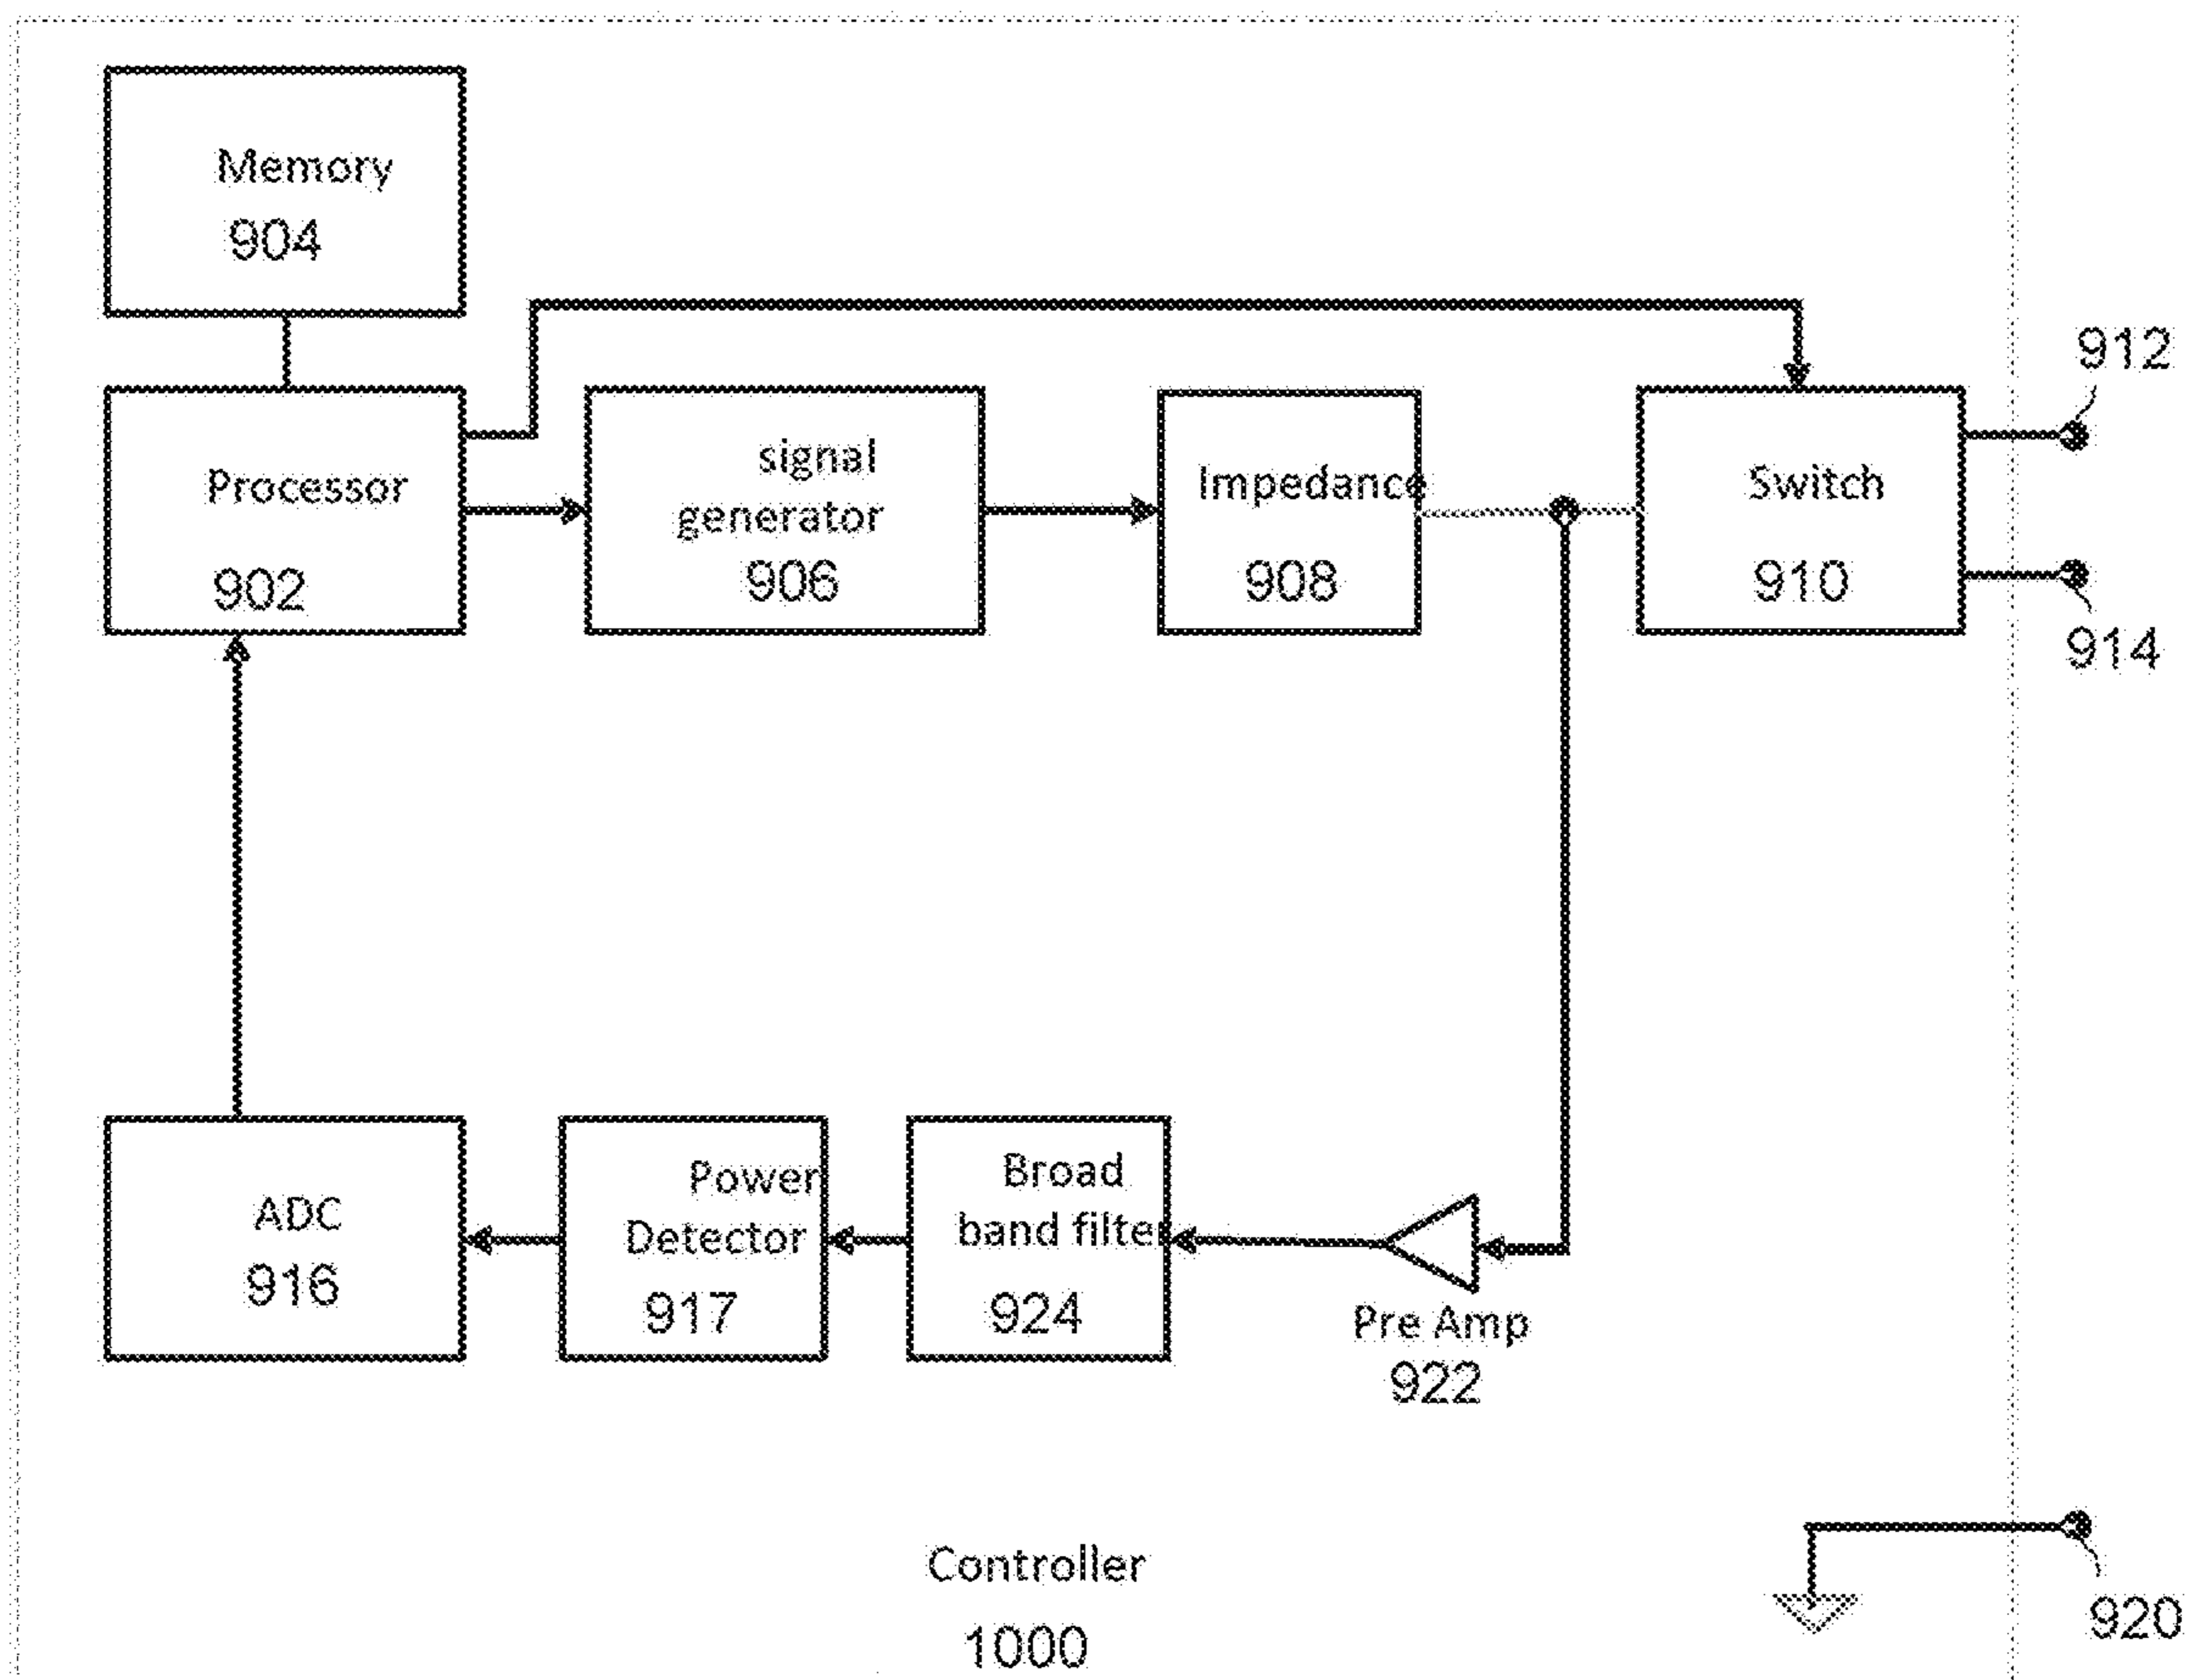 Memory
904
912
Processor
902
signal
generator
906
Impedance
908
Switch
910
914
ADC
916
Power
Detector
917
Broad
band filter
924
Pre Amp
922
Controller
1000
920